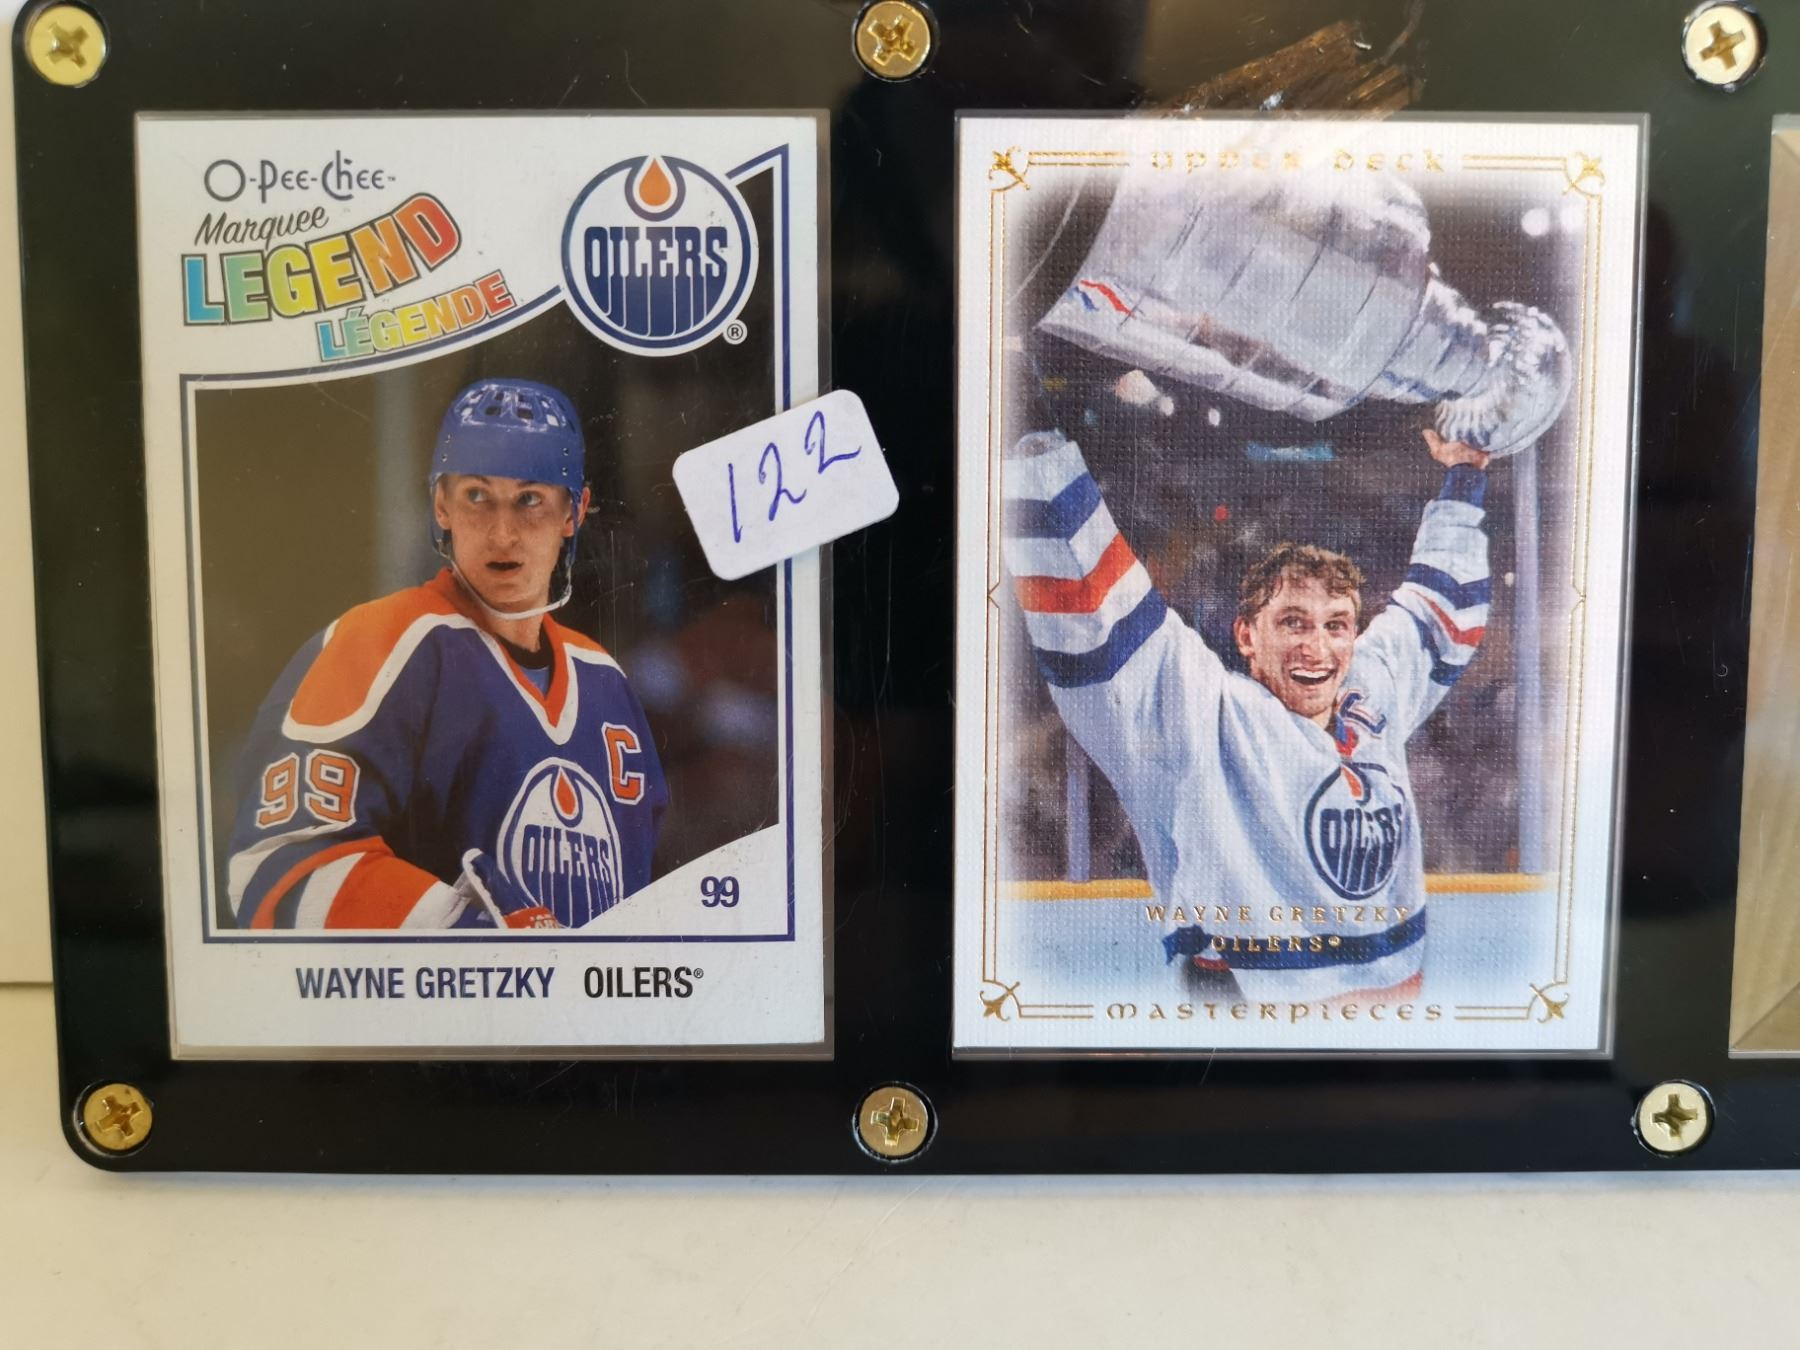 O-Pee-Chee™
Marquee
LEGEND
LÉGENDE
OILERS
®
122
99
C
OILERS
99
WAYNE GRETZKY OILERS®
upper deck
C
OILERS
WAYNE GRETZKY
OILERS®
masterpieces